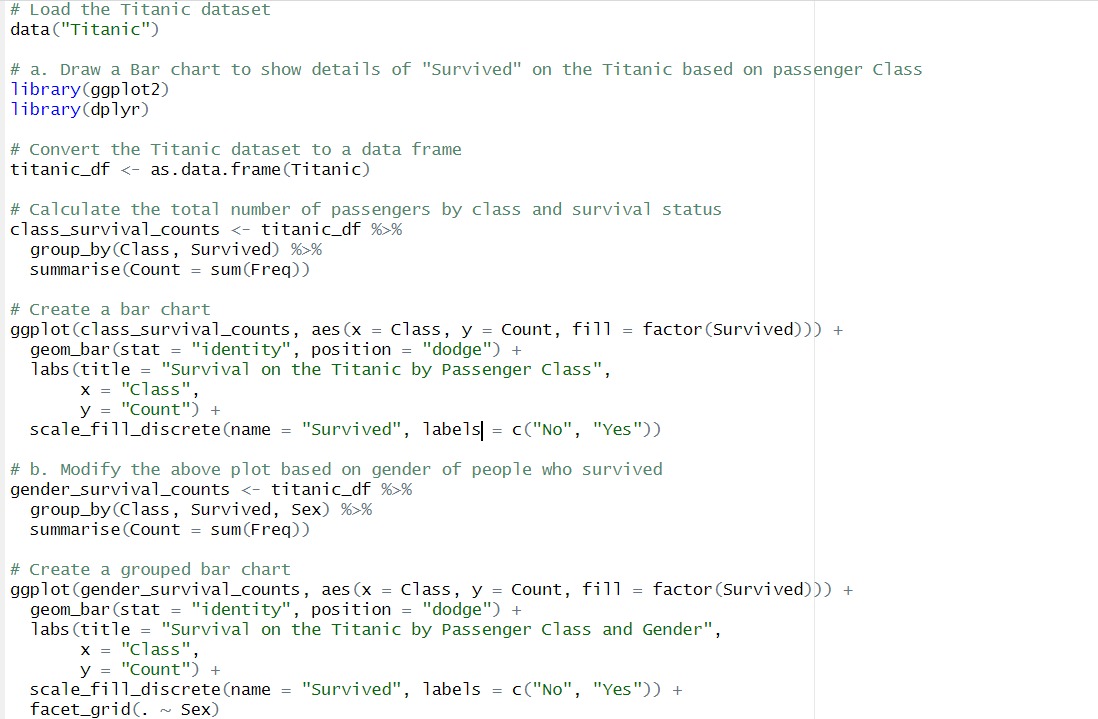 # Load the Titanic dataset
data("Titanic")
# a. Draw a Bar chart to show details of "Survived" on the Titanic based on passenger Class
library(ggplot2)
library(dplyr)
# Convert the Titanic dataset to a data frame
titanic_df <- as.data.frame(Titanic)
# Calculate the total number of passengers by class and survival status
class_survival_counts <- titanic_df %>%
  group_by(Class, Survived) %>%
  summarise(Count = sum(Freq))
# Create a bar chart
ggplot(class_survival_counts, aes(x = Class, y = Count, fill = factor(Survived))) +
  geom_bar(stat = "identity", position = "dodge") +
  labs(title = "Survival on the Titanic by Passenger Class",
       x = "Class",
       y = "Count") +
  scale_fill_discrete(name = "Survived", labels = c("No", "Yes"))
# b. Modify the above plot based on gender of people who survived
gender_survival_counts <- titanic_df %>%
  group_by(Class, Survived, Sex) %>%
  summarise(Count = sum(Freq))
# Create a grouped bar chart
ggplot(gender_survival_counts, aes(x = Class, y = Count, fill = factor(Survived))) +
  geom_bar(stat = "identity", position = "dodge") +
  labs(title = "Survival on the Titanic by Passenger Class and Gender",
       x = "Class",
       y = "Count") +
  scale_fill_discrete(name = "Survived", labels = c("No", "Yes")) +
  facet_grid(. ~ Sex)